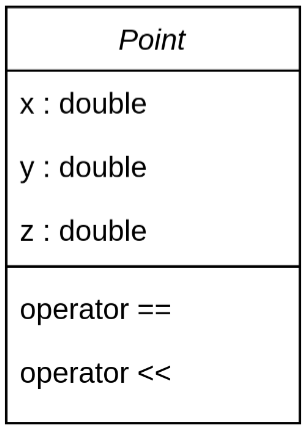 Point
x : double
y : double
z : double
operator ==
operator <<